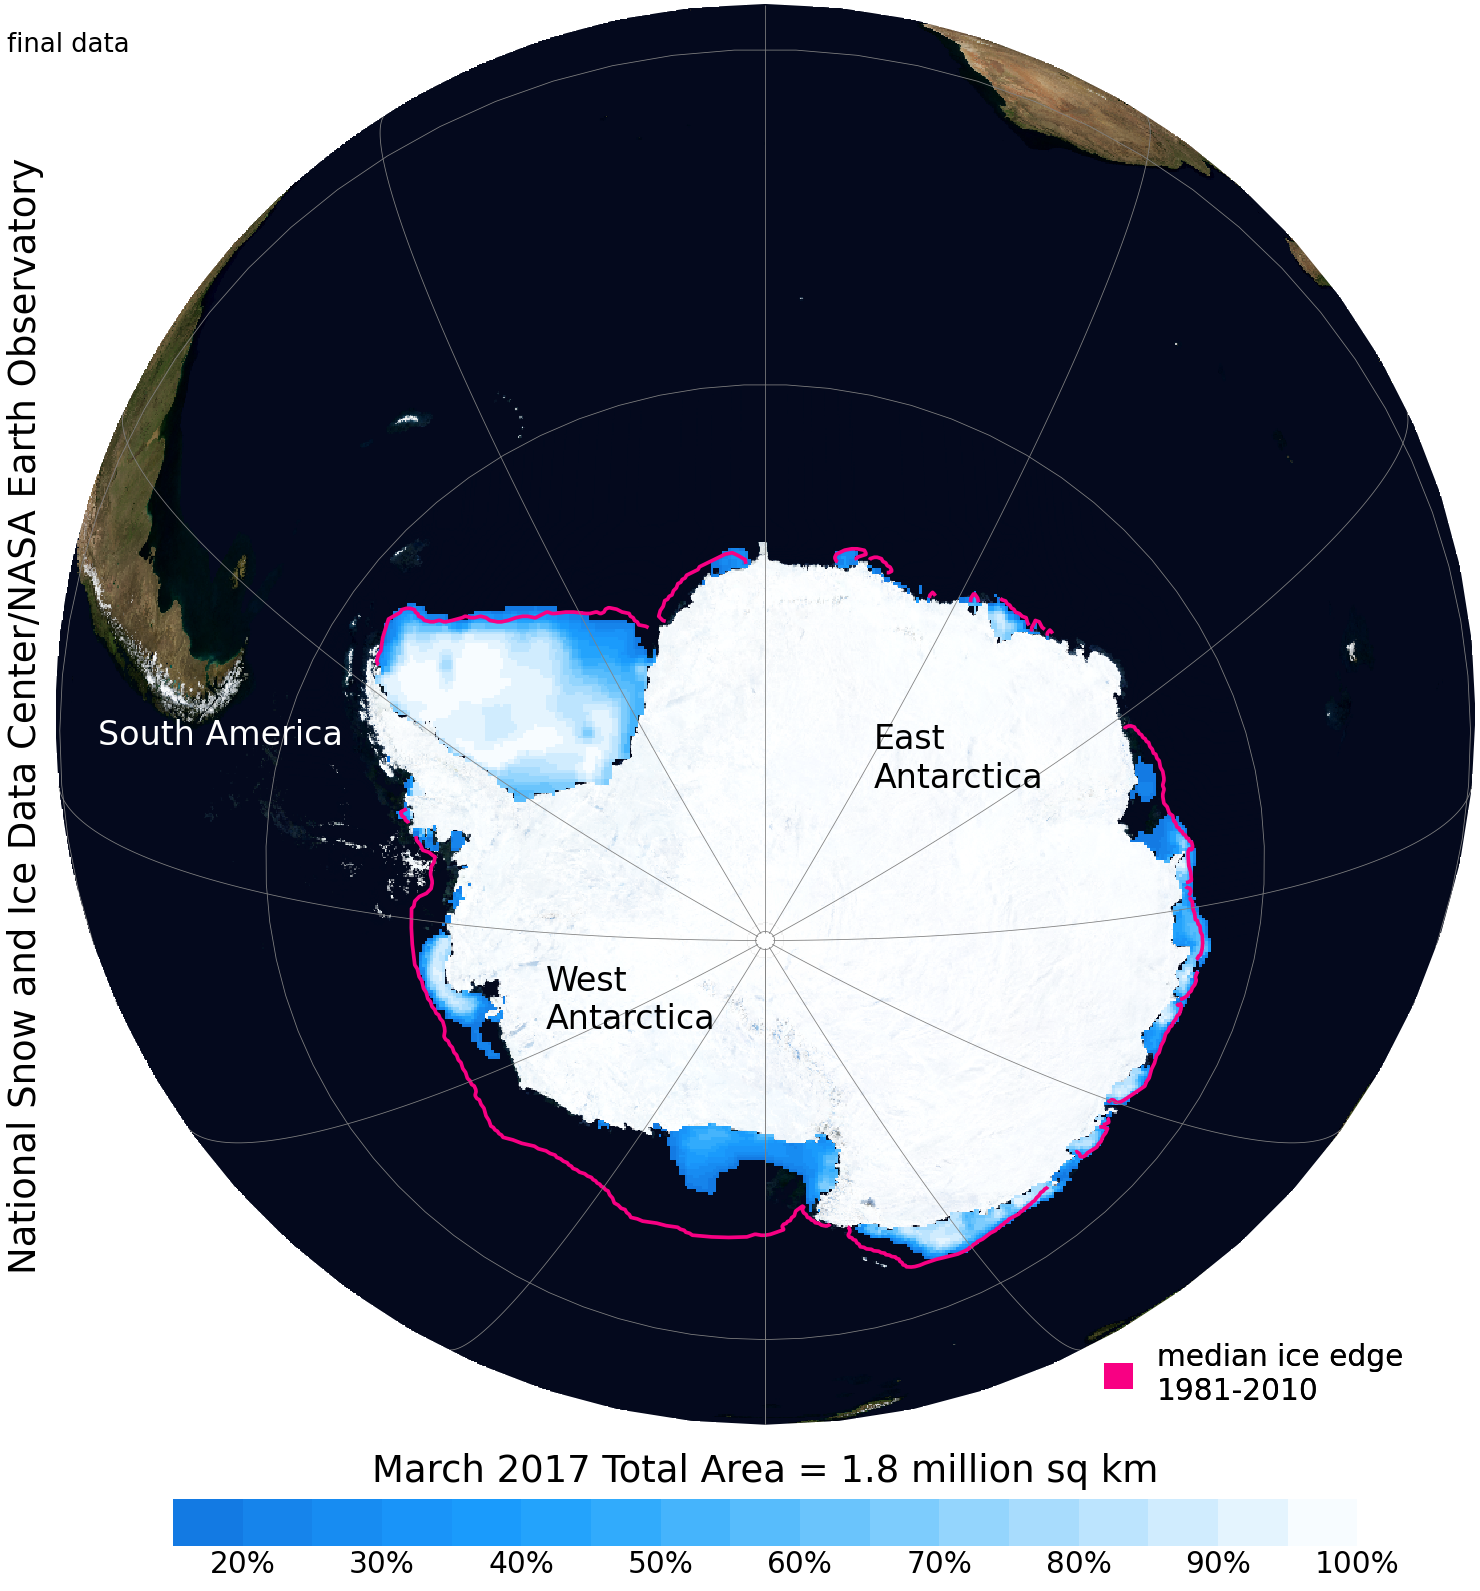 final data
National Snow and Ice Data Center/NASA Earth Observatory
South America
East
Antarctica
West
Antarctica
median ice edge
1981-2010
March 2017 Total Area = 1.8 million sq km
20% 30% 40% 50% 60% 70% 80% 90% 100%